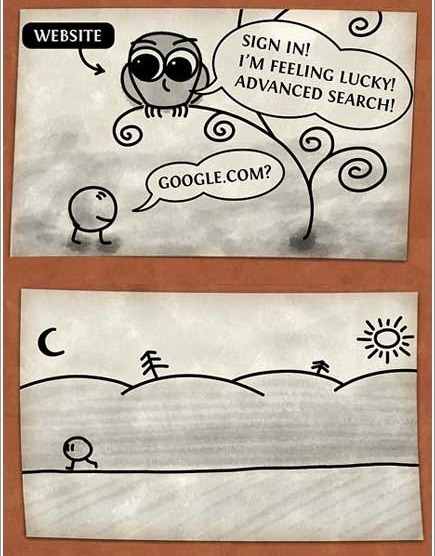 WEBSITE
SIGN IN!
I'M FEELING LUCKY!
ADVANCED SEARCH!
GOOGLE.COM?